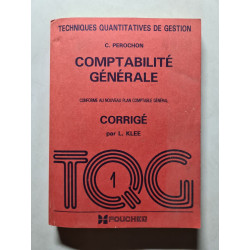 TECHNIQUES QUANTITATIVES DE GESTION
C. PEROCHON
COMPTABILITÉ
GÉNÉRALE
CONFORME AU NOUVEAU PLAN COMPTABLE GÉNÉRAL
CORRIGÉ
par L. KLEE
TQG
1
FOUCHER